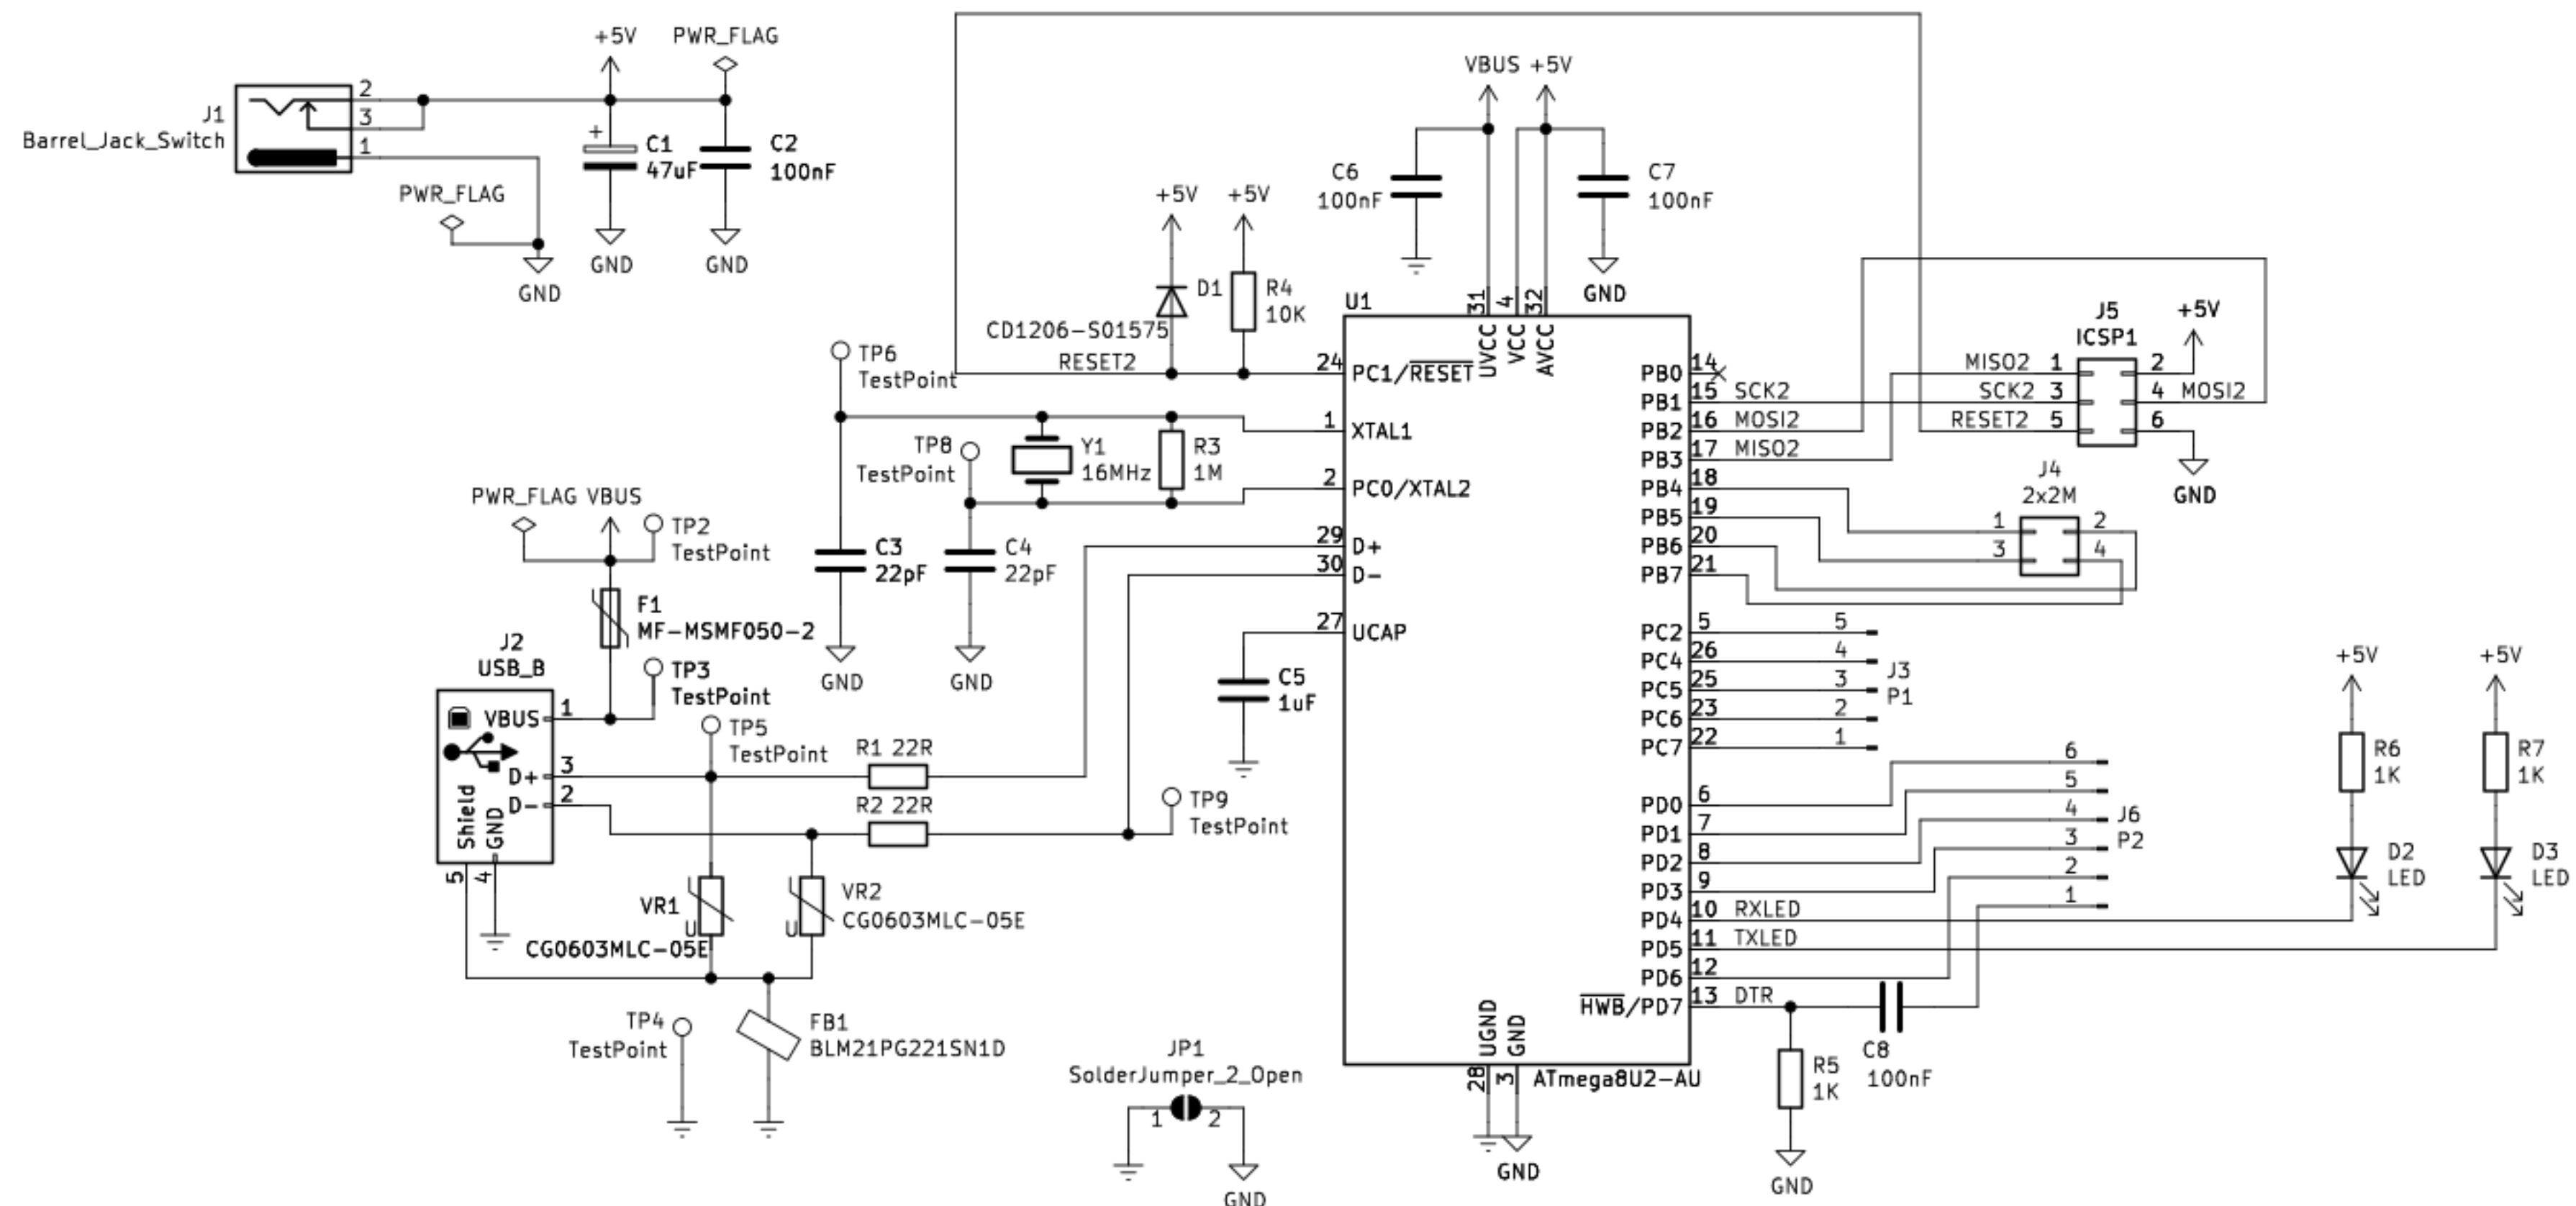 +5V
PWR_FLAG
J1
Barrel_Jack_Switch
2
3
1
+
C1
47uF
C2
100nF
PWR_FLAG
GND
GND
GND
VBUS
+5V
C6
100nF
C7
100nF
GND
+5V
+5V
D1
CD1206-S01575
R4
10K
RESET2
TP6
TestPoint
TP8
TestPoint
Y1
16MHz
R3
1M
C3
22pF
C4
22pF
GND
GND
PWR_FLAG
VBUS
TP2
TestPoint
F1
MF-MSMF050-2
J2
USB_B
TP3
TestPoint
VBUS
1
D+
3
D-
2
Shield
GND
5
4
TP5
TestPoint
R1 22R
R2 22R
TP9
TestPoint
VR1
U
CG0603MLC-05E
VR2
U
CG0603MLC-05E
TP4
TestPoint
FB1
BLM21PG221SN1D
JP1
SolderJumper_2_Open
1
2
GND
C5
1uF
U1
31
4
32
UVCC
VCC
AVCC
24
PC1/RESET
1
XTAL1
2
PC0/XTAL2
29
D+
30
D-
27
UCAP
PB0
14
PB1
15
SCK2
PB2
16
MOSI2
PB3
17
MISO2
PB4
18
PB5
19
PB6
20
PB7
21
PC2
5
PC4
26
PC5
25
PC6
23
PC7
22
PD0
6
PD1
7
PD2
8
PD3
9
PD4
10
RXLED
PD5
11
TXLED
PD6
12
HWB/PD7
13
DTR
UGND
GND
28
3
ATmega8U2-AU
GND
J5
ICSP1
+5V
MISO2
1
2
SCK2
3
4
MOSI2
RESET2
5
6
GND
J4
2x2M
1
2
3
4
5
4
3
2
1
J3
P1
6
5
4
3
2
1
J6
P2
+5V
R6
1K
D2
LED
+5V
R7
1K
D3
LED
R5
1K
C8
100nF
GND